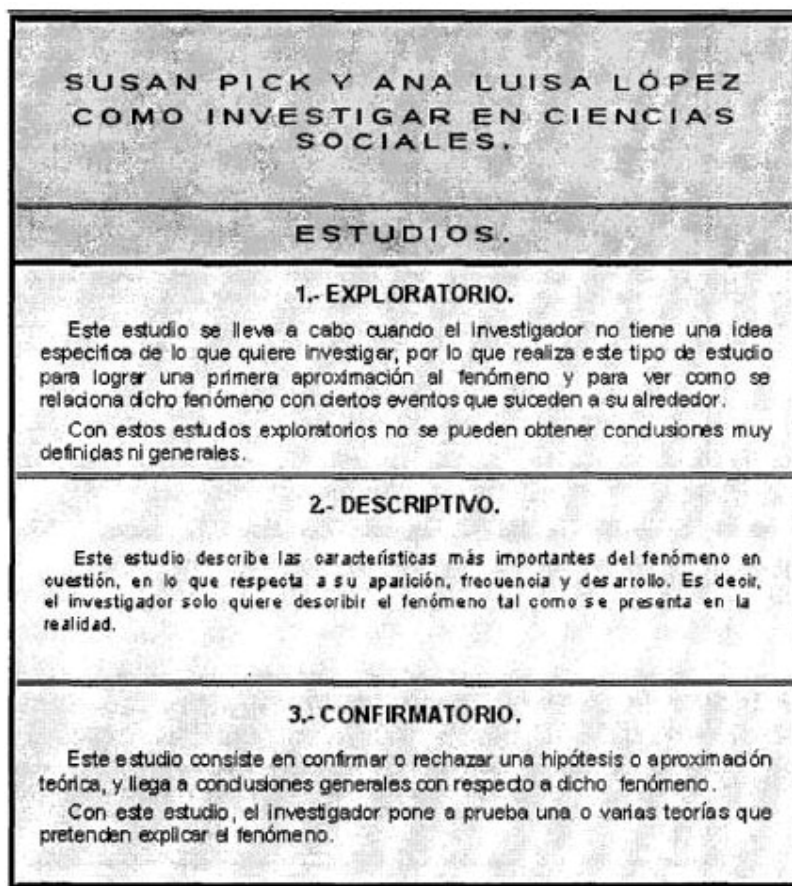 SUSAN PICK Y ANA LUISA LÓPEZ
COMO INVESTIGAR EN CIENCIAS
SOCIALES.
ESTUDIOS.
1.- EXPLORATORIO.
Este estudio se lleva a cabo cuando el investigador no tiene una idea
especifica de lo que quiere investigar, por lo que realiza este tipo de estudio
para lograr una primera aproximación al fenómeno y para ver como se
relaciona dicho fenómeno con ciertos eventos que suceden a su alrededor.
Con estos estudios exploratorios no se pueden obtener conclusiones muy
definidas ni generales.
2.- DESCRIPTIVO.
Este estudio describe las características más importantes del fenómeno en
cuestión, en lo que respecta a su aparición, frecuencia y desarrollo. Es decir,
el investigador solo quiere describir el fenómeno tal como se presenta en la
realidad.
3.- CONFIRMATORIO.
Este estudio consiste en confirmar o rechazar una hipótesis o aproximación
teórica, y llega a conclusiones generales con respecto a dicho fenómeno.
Con este estudio, el investigador pone a prueba una o varias teorías que
pretenden explicar el fenómeno.